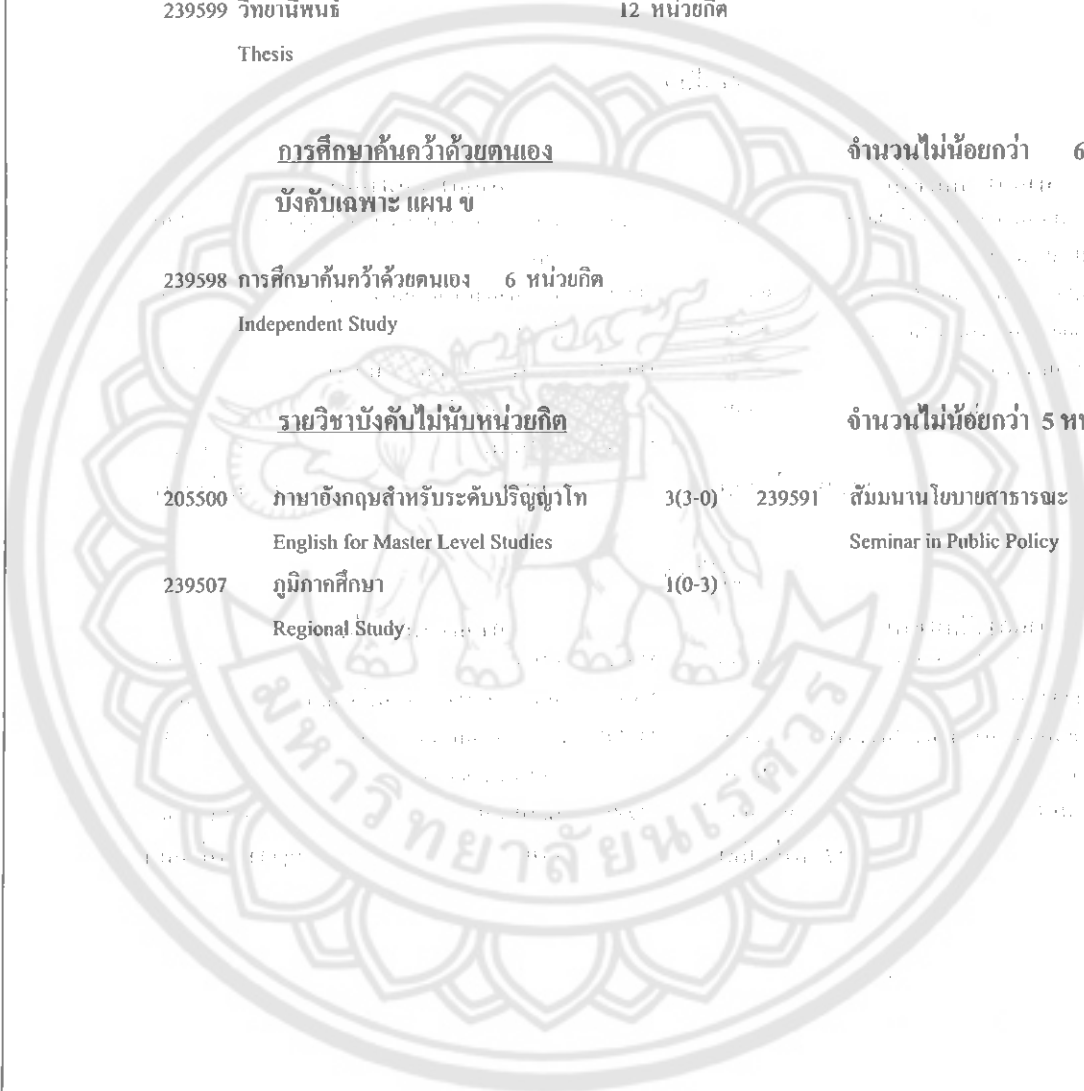 239599 วิทยานิพนธ์ 12 หน่วยกิต
Thesis
การศึกษาค้นคว้าด้วยตนเอง จำนวนไม่น้อยกว่า 6
บังคับเฉพาะ แผน ข
239598 การศึกษาค้นคว้าด้วยตนเอง 6 หน่วยกิต
Independent Study
รายวิชาบังคับไม่นับหน่วยกิต จำนวนไม่น้อยกว่า 5
205500 ภาษาอังกฤษสำหรับระดับปริญญาโท 3(3-0) 239591 สัมมนานโยบายสาธารณะ
English for Master Level Studies Seminar in Public Policy
239507 ภูมิภาคศึกษา 1(0-3)
Regional Study
มหาวิทยาลัยนเรศวร